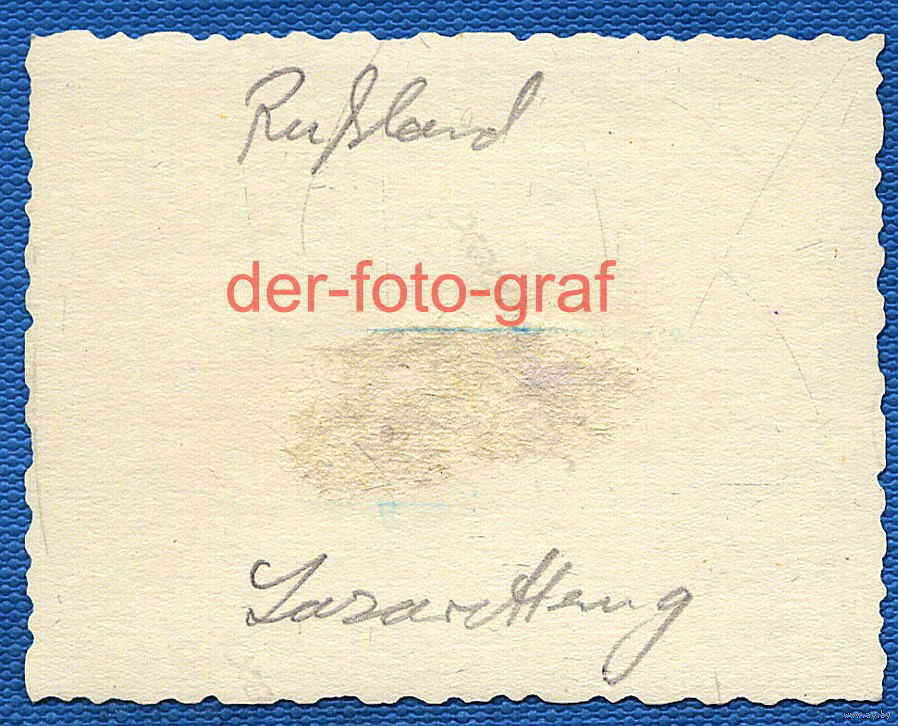 Rußland
der-foto-graf
Lazarettzug